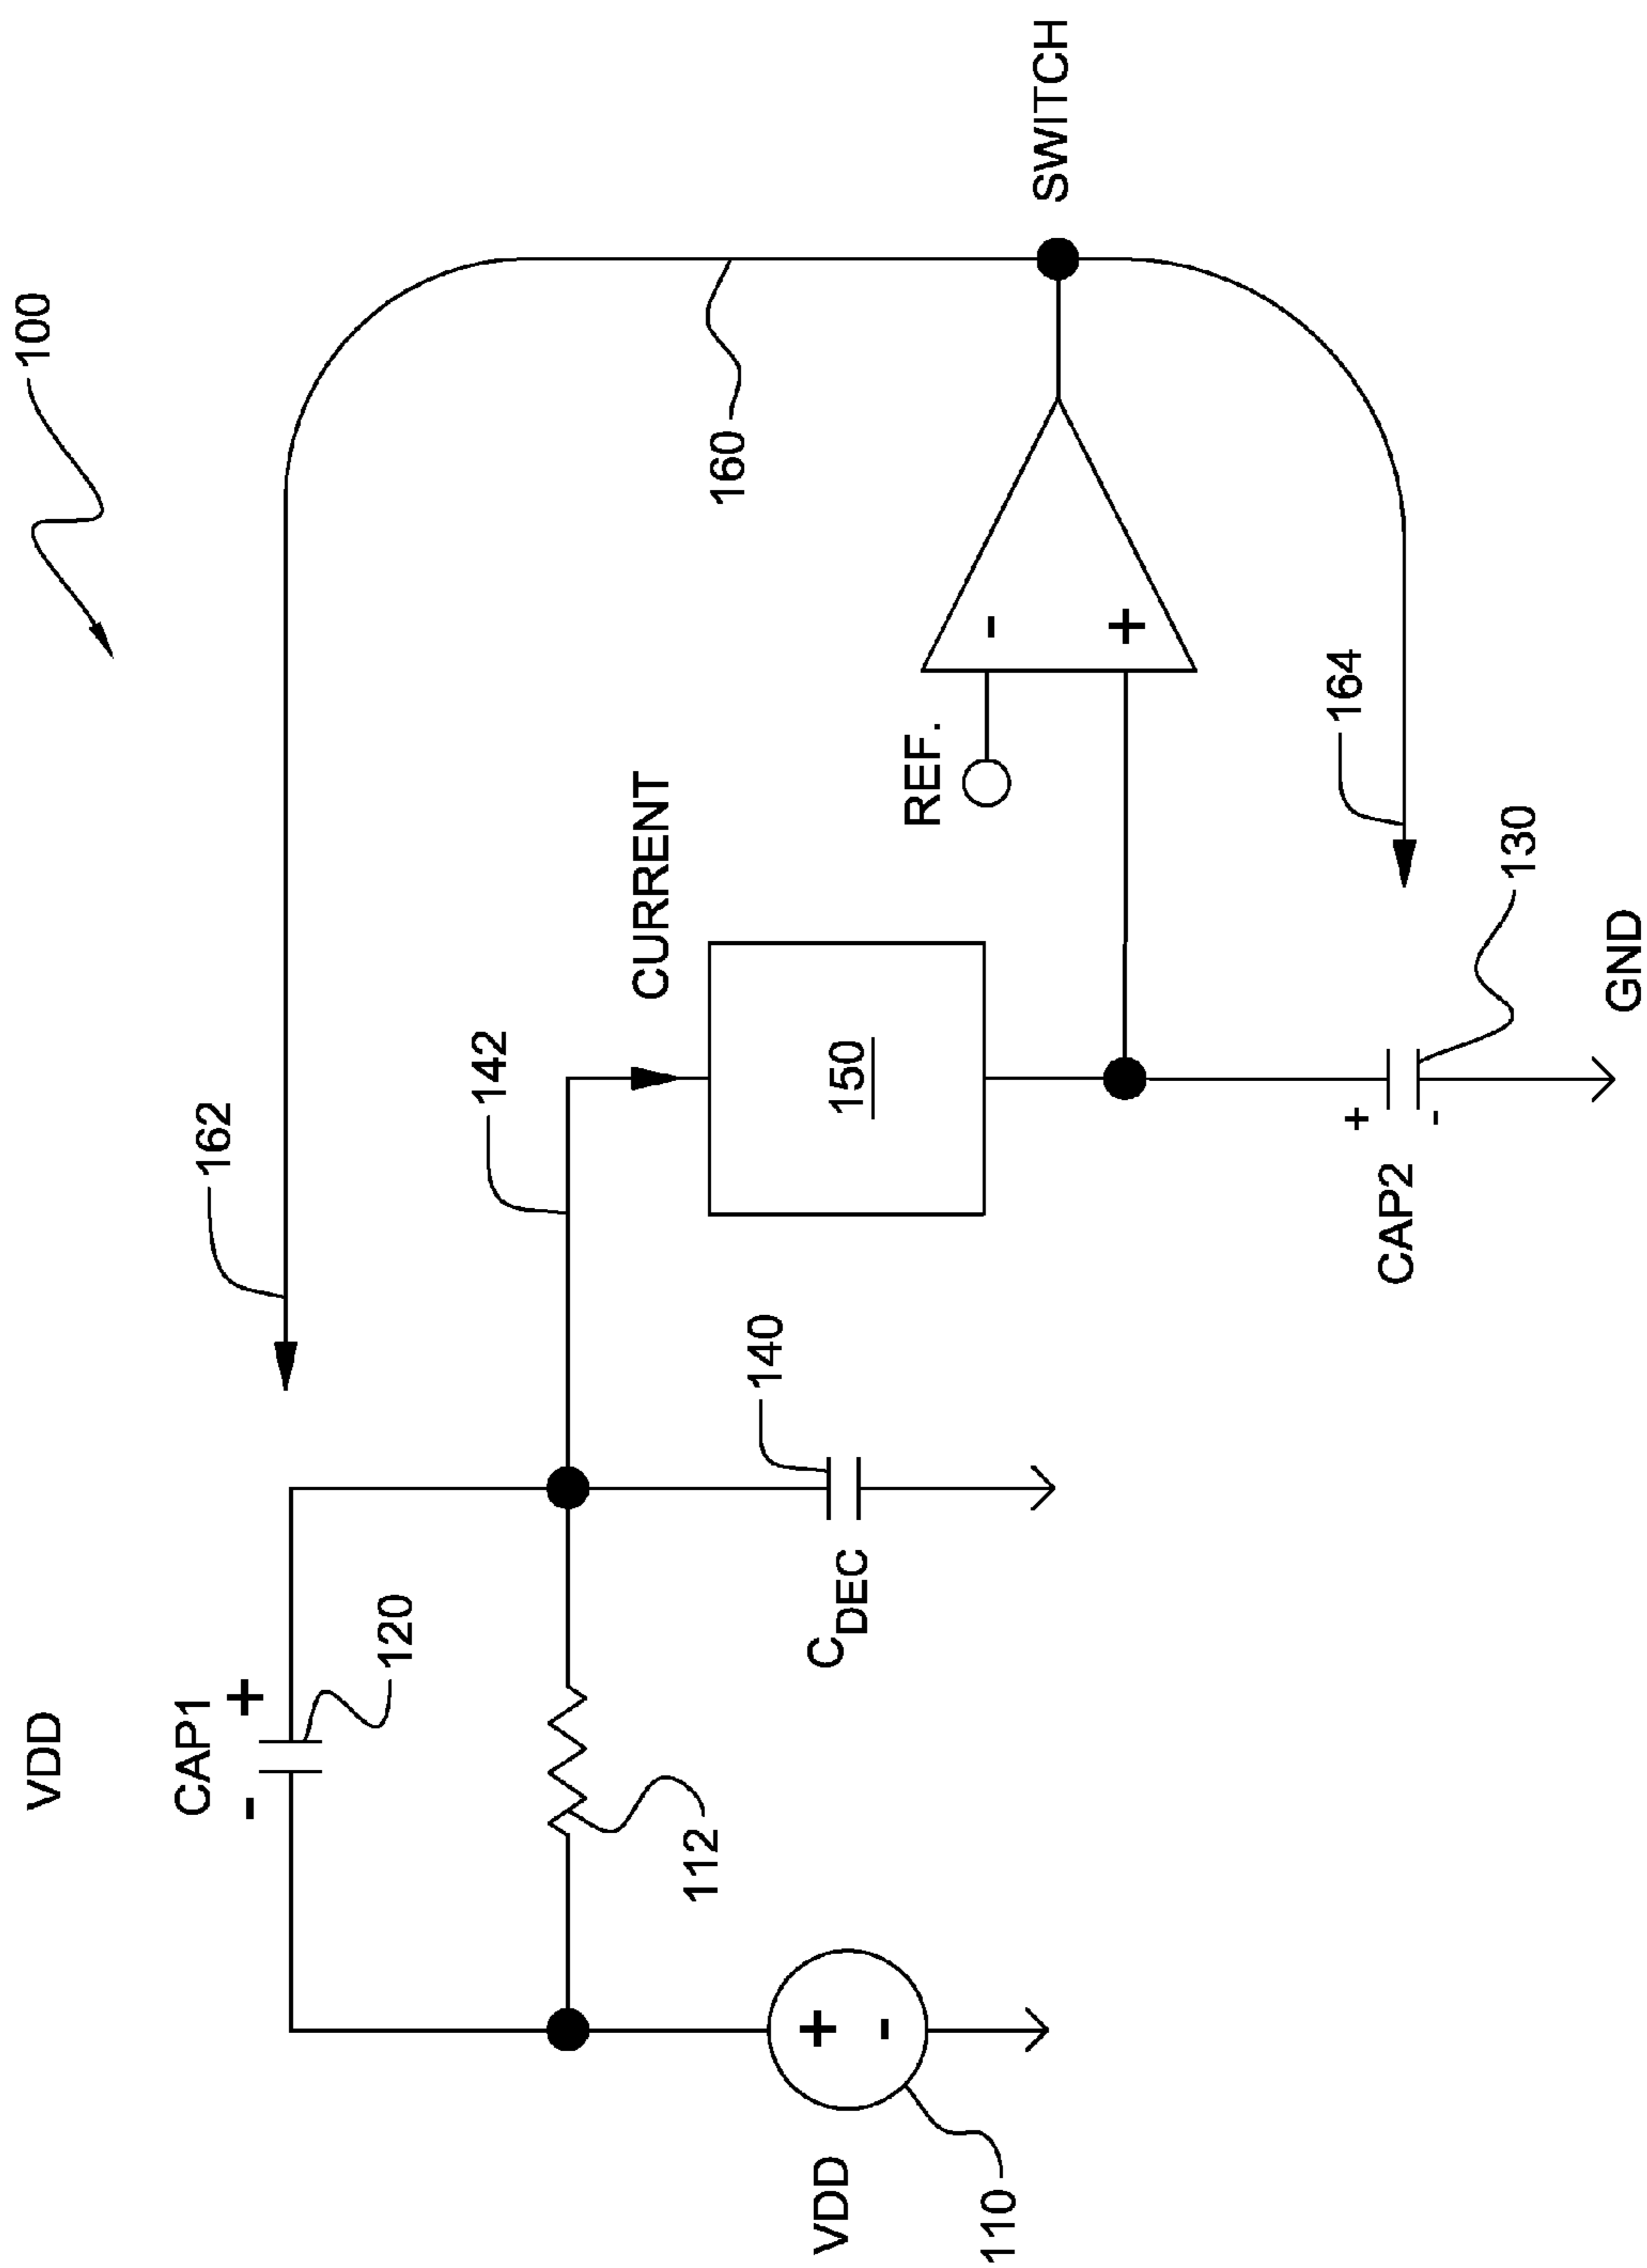 100
VDD
CAP1
- +
120
162
142
CURRENT
160
SWITCH
112
VDD
+
-
110
140
C_DEC
150
REF.
-
+
164
CAP2
+
-
130
GND